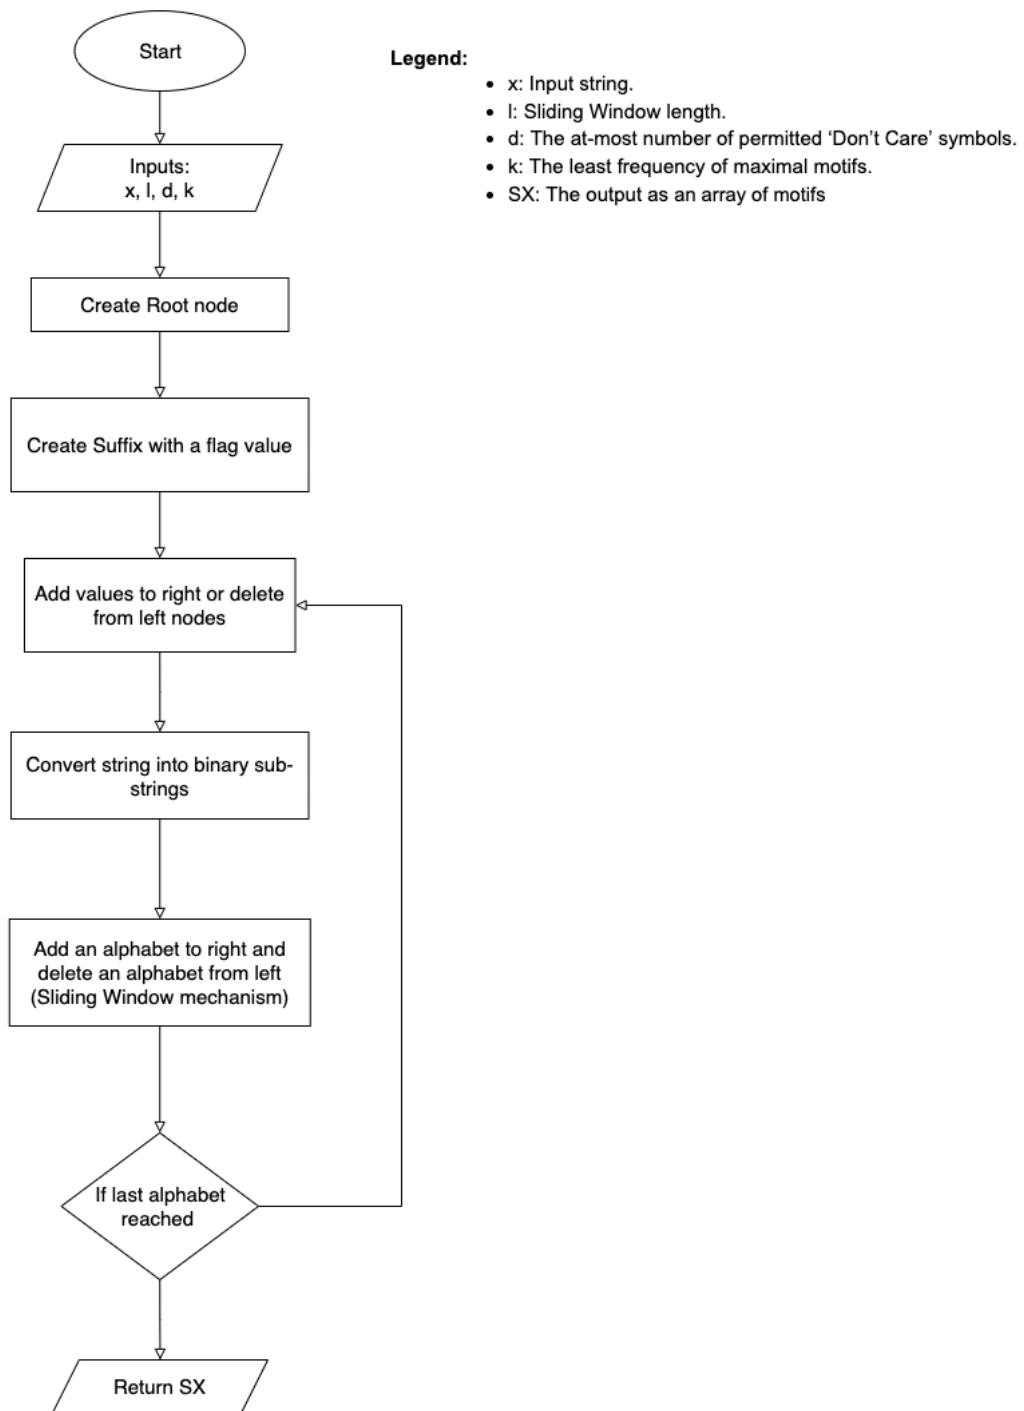 Start
Legend:
• x: Input string.
• l: Sliding Window length.
• d: The at-most number of permitted ‘Don’t Care’ symbols.
• k: The least frequency of maximal motifs.
• SX: The output as an array of motifs
Inputs:
x, l, d, k
Create Root node
Create Suffix with a flag value
Add values to right or delete
from left nodes
Convert string into binary sub-
strings
Add an alphabet to right and
delete an alphabet from left
(Sliding Window mechanism)
If last alphabet
reached
Return SX